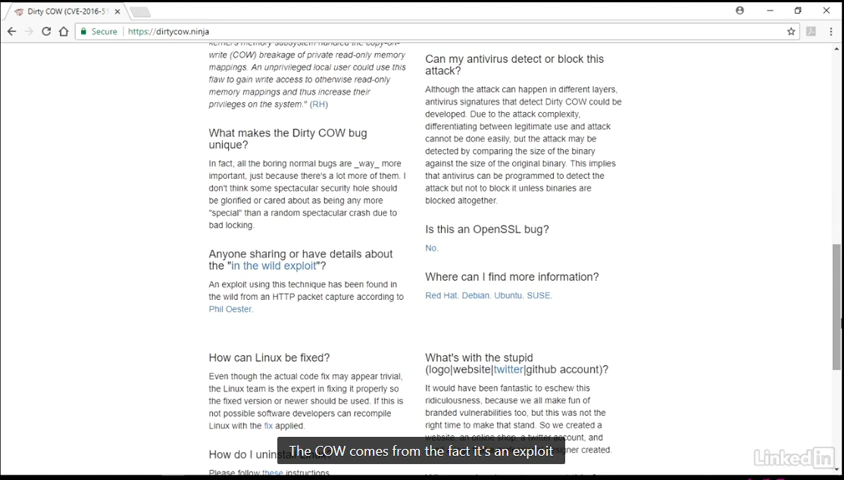 Dirty COW (CVE-2016-51
Secure
https://dirtycow.ninja
kernel's memory subsystem handled the copy-on-
write (COW) breakage of private read-only memory
mappings. An unprivileged local user could use this
flaw to gain write access to otherwise read-only
memory mappings and thus increase their
privileges on the system." (RH)
What makes the Dirty COW bug
unique?
In fact, all the boring normal bugs are _way_ more
important, just because there's a lot more of them. I
don't think some spectacular security hole should
be glorified or cared about as being any more
"special" than a random spectacular crash due to
bad locking.
Anyone sharing or have details about
the "in the wild exploit"?
An exploit using this technique has been found in
the wild from an HTTP packet capture according to
Phil Oester.
How can Linux be fixed?
Even though the actual code fix may appear trivial,
the Linux team is the expert in fixing it properly so
the fixed version or newer should be used. If this is
not possible software developers can recompile
Linux with the fix applied.
How do I uninstall
Please follow these instructions
Can my antivirus detect or block this
attack?
Although the attack can happen in different layers,
antivirus signatures that detect Dirty COW could be
developed. Due to the attack complexity,
differentiating between legitimate use and attack
cannot be done easily, but the attack may be
detected by comparing the size of the binary
against the size of the original binary. This implies
that antivirus can be programmed to detect the
attack but not to block it unless binaries are
blocked altogether.
Is this an OpenSSL bug?
No.
Where can I find more information?
Red Hat. Debian. Ubuntu. SUSE.
What's with the stupid
(logo|website|twitter|github account)?
It would have been fantastic to eschew this
ridiculousness, because we all make fun of
branded vulnerabilities too, but this was not the
right time to make that stand. So we created a
website, an online shop, a twitter account, and
designer created.
The COW comes from the fact it's an exploit
LinkedIn